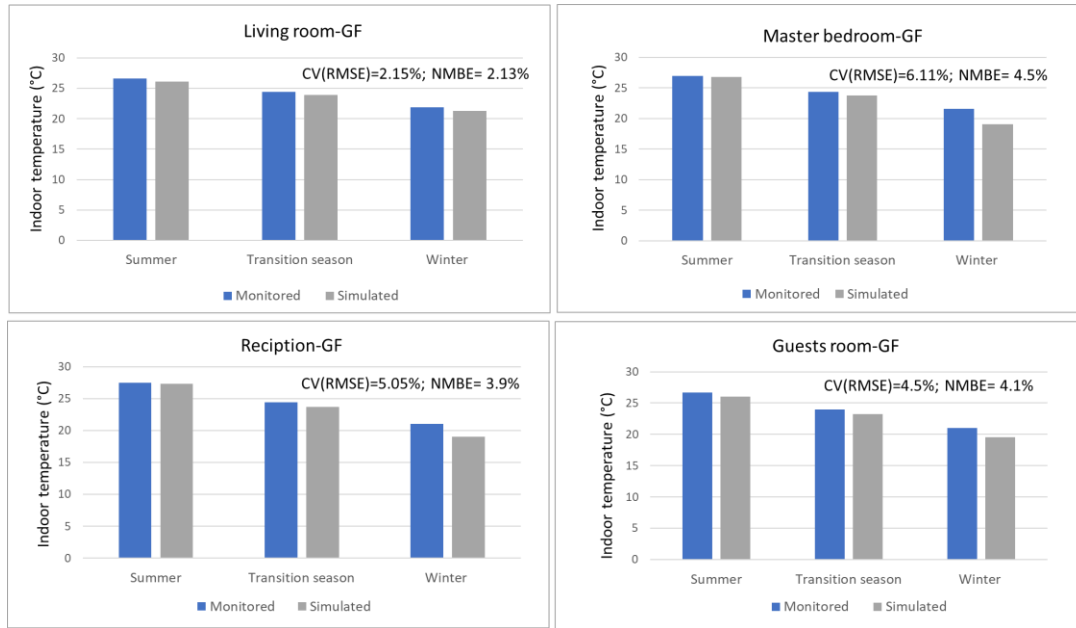 Living room-GF
CV(RMSE)=2.15%; NMBE= 2.13%
Indoor temperature (°C)
30
25
20
15
10
5
0
Summer Transition season Winter
Monitored Simulated
Master bedroom-GF
CV(RMSE)=6.11%; NMBE= 4.5%
Indoor temperature (°C)
30
25
20
15
10
5
0
Summer Transition season Winter
Monitored Simulated
Reciption-GF
CV(RMSE)=5.05%; NMBE= 3.9%
Indoor temperature (°C)
30
25
20
15
10
5
0
Summer Transition season Winter
Monitored Simulated
Guests room-GF
CV(RMSE)=4.5%; NMBE= 4.1%
Indoor temperature (°C)
30
25
20
15
10
5
0
Summer Transition season Winter
Monitored Simulated